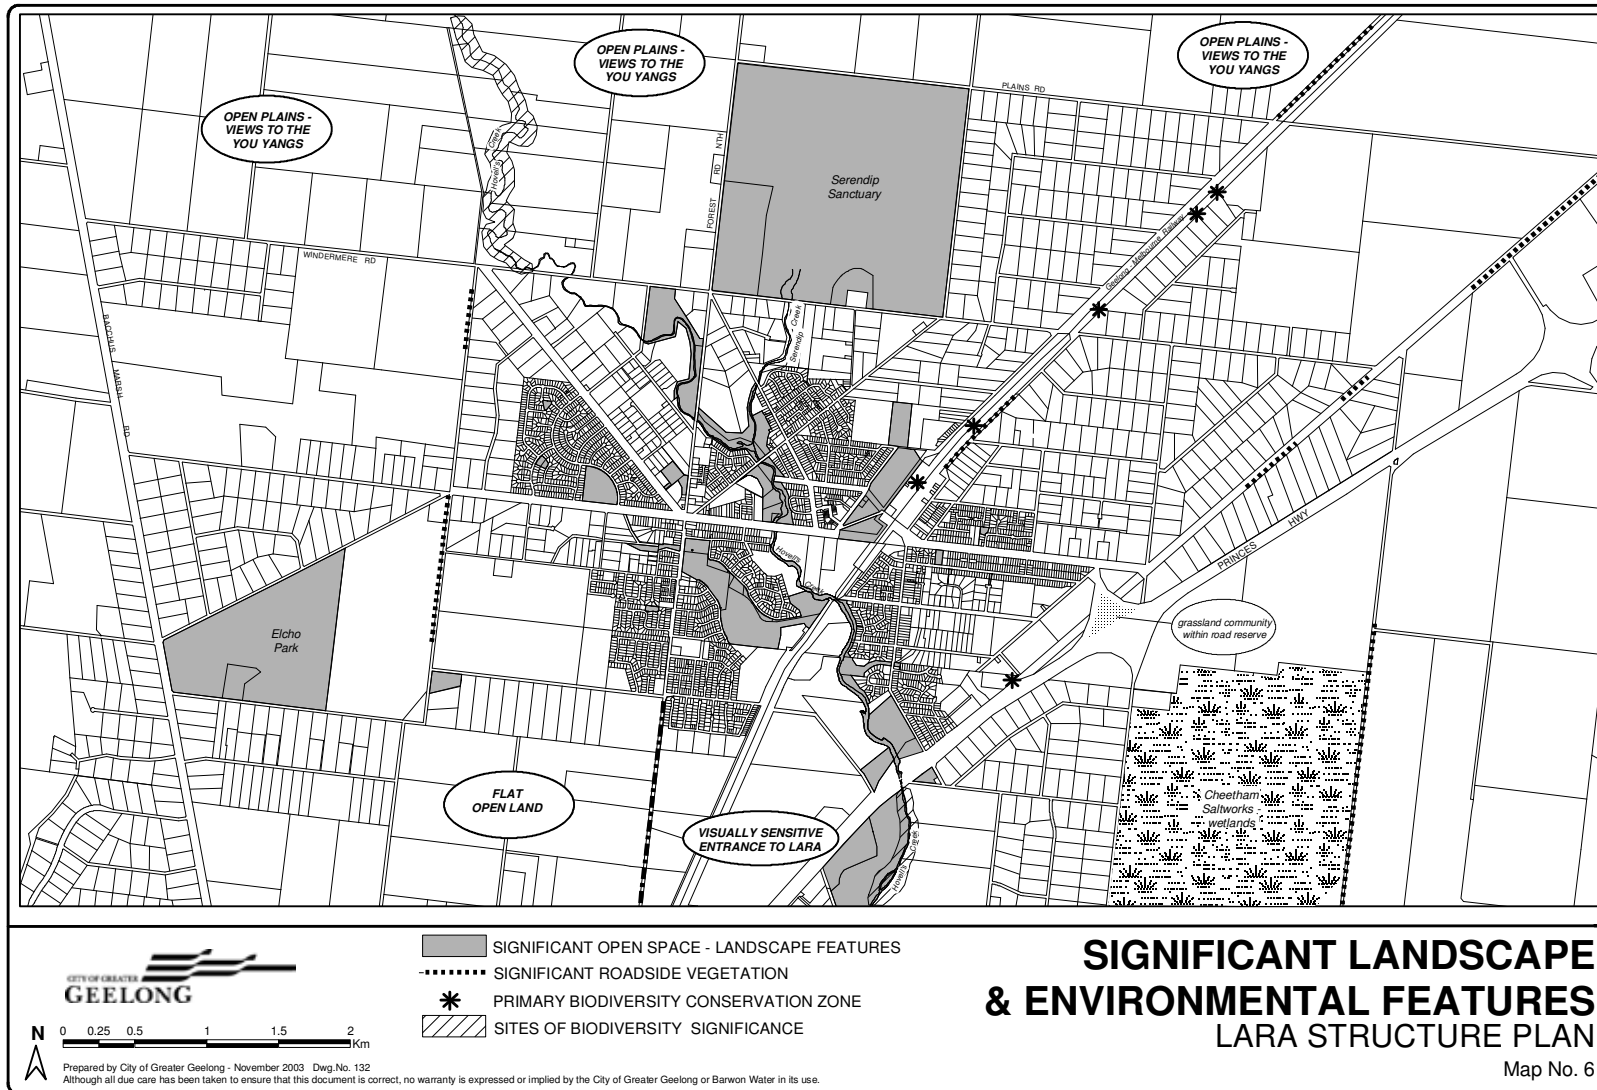 OPEN PLAINS -
VIEWS TO THE
YOU YANGS
OPEN PLAINS -
VIEWS TO THE
YOU YANGS
OPEN PLAINS -
VIEWS TO THE
YOU YANGS
PLAINS RD
Hovell's Creek
FOREST RD NTH
Serendip
Sanctuary
Geelong - Melbourne Railway
WINDERMERE RD
Serendip Creek
BACCHUS MARSH RD
PRINCES HWY
Hovell's Creek
grassland community
within road reserve
Elcho
Park
FLAT
OPEN LAND
VISUALLY SENSITIVE
ENTRANCE TO LARA
Hovell's Creek
Cheetham
Saltworks -
wetlands
CITY OF GREATER
GEELONG
SIGNIFICANT OPEN SPACE - LANDSCAPE FEATURES
SIGNIFICANT ROADSIDE VEGETATION
PRIMARY BIODIVERSITY CONSERVATION ZONE
SITES OF BIODIVERSITY SIGNIFICANCE
N
0 0.25 0.5 1 1.5 2
Km
Prepared by City of Greater Geelong - November 2003 Dwg.No. 132
Although all due care has been taken to ensure that this document is correct, no warranty is expressed or implied by the City of Greater Geelong or Barwon Water in its use.
SIGNIFICANT LANDSCAPE
& ENVIRONMENTAL FEATURES
LARA STRUCTURE PLAN
Map No. 6